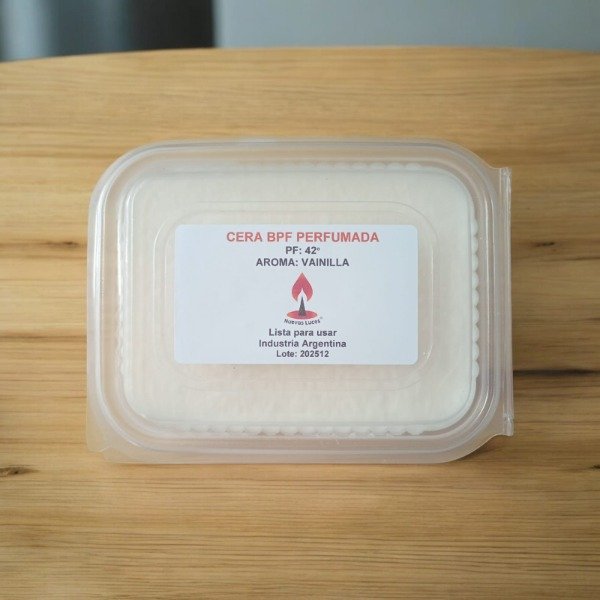 CERA BPF PERFUMADA
PF: 42°
AROMA: VAINILLA
Nuevas Luces®
Lista para usar
Industria Argentina
Lote: 202512